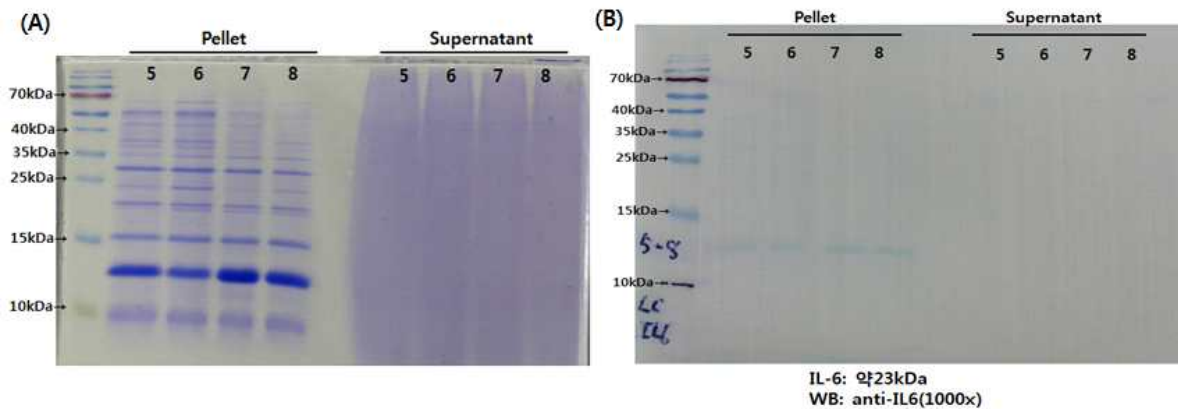 (A)
Pellet
Supernatant
5 6 7 8
5 6 7 8
70kDa→
40kDa→
35kDa→
25kDa→
15kDa→
10kDa→
(B)
Pellet
Supernatant
5 6 7 8
5 6 7 8
70kDa→
40kDa→
35kDa→
25kDa→
15kDa→
5-8
10kDa→
IL-6: 약23kDa
WB: anti-IL6(1000x)